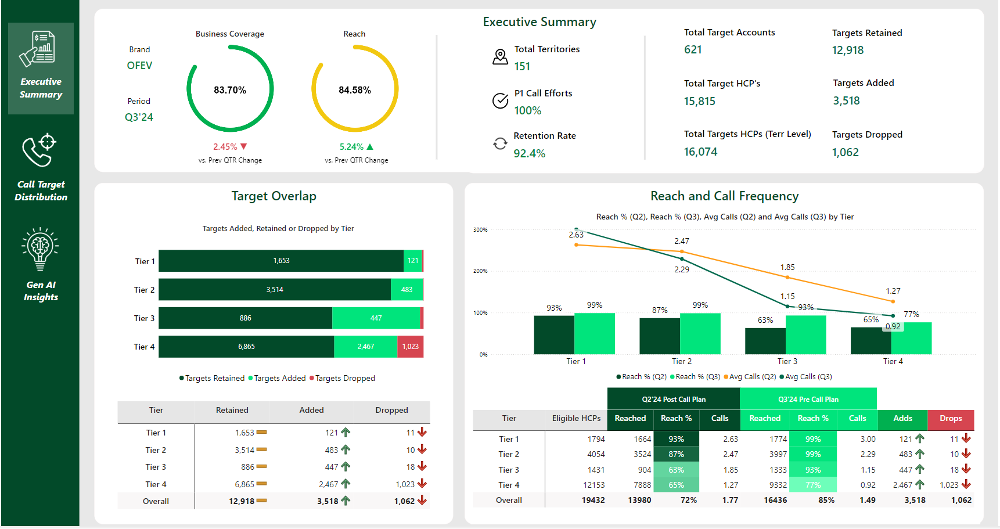 Executive
Summary
Call Target
Distribution
Gen AI
Insights
Brand
OFEV
Period
Q3'24
Business Coverage
83.70%
2.45%
vs. Prev QTR Change
Reach
84.58%
5.24%
vs. Prev QTR Change
Executive Summary
Total Territories
151
P1 Call Efforts
100%
Retention Rate
92.4%
Total Target Accounts
621
Total Target HCP's
15,815
Total Targets HCPs (Terr Level)
16,074
Targets Retained
12,918
Targets Added
3,518
Targets Dropped
1,062
Target Overlap
Targets Added, Retained or Dropped by Tier
Tier 1 1,653 121
Tier 2 3,514 483
Tier 3 886 447
Tier 4 6,865 2,467 1,023
Targets Retained Targets Added Targets Dropped
Tier Retained Added Dropped
Tier 1 1,653 121 11
Tier 2 3,514 483 10
Tier 3 886 447 18
Tier 4 6,865 2,467 1,023
Overall 12,918 3,518 1,062
Reach and Call Frequency
Reach % (Q2), Reach % (Q3), Avg Calls (Q2) and Avg Calls (Q3) by Tier
300%
200%
100%
0%
2.63
2.47
2.29
1.85
1.15
1.27
0.92
93% 99%
87% 99%
63% 93%
65% 77%
Tier 1 Tier 2 Tier 3 Tier 4
Reach % (Q2) Reach % (Q3) Avg Calls (Q2) Avg Calls (Q3)
Q2'24 Post Call Plan Q3'24 Pre Call Plan
Tier Eligible HCPs Reached Reach % Calls Reached Reach % Calls Adds Drops
Tier 1 1794 1664 93% 2.63 1774 99% 3.00 121 11
Tier 2 4054 3524 87% 2.47 3997 99% 2.29 483 10
Tier 3 1431 904 63% 1.85 1333 93% 1.15 447 18
Tier 4 12153 7888 65% 1.27 9332 77% 0.92 2,467 1,023
Overall 19432 13980 72% 1.77 16436 85% 1.49 3,518 1,062